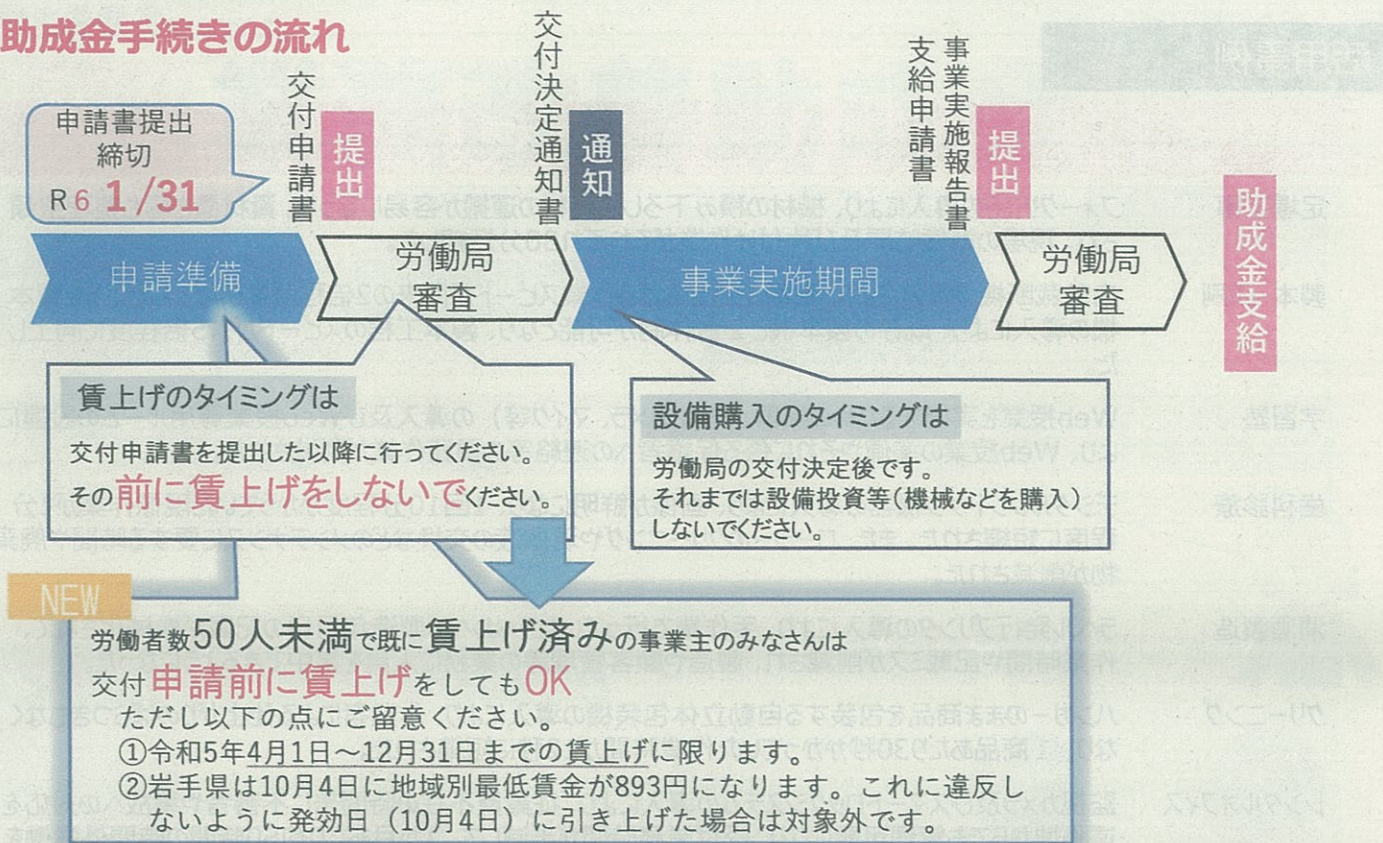 助成金手続きの流れ
申請書提出
締切
R6 1/31
交付申請書
提出
交付決定通知書
通知
支給申請書
事業実施報告書
提出
助成金支給
申請準備
労働局
審査
事業実施期間
労働局
審査
賃上げのタイミングは
交付申請書を提出した以降に行ってください。
その前に賃上げをしないでください。
設備購入のタイミングは
労働局の交付決定後です。
それまでは設備投資等(機械などを購入)
しないでください。
NEW
労働者数50人未満で既に賃上げ済みの事業主のみなさんは
交付申請前に賃上げをしてもOK
ただし以下の点にご留意ください。
①令和5年4月1日~12月31日までの賃上げに限ります。
②岩手県は10月4日に地域別最低賃金が893円になります。これに違反し
ないように発効日(10月4日)に引き上げた場合は対象外です。